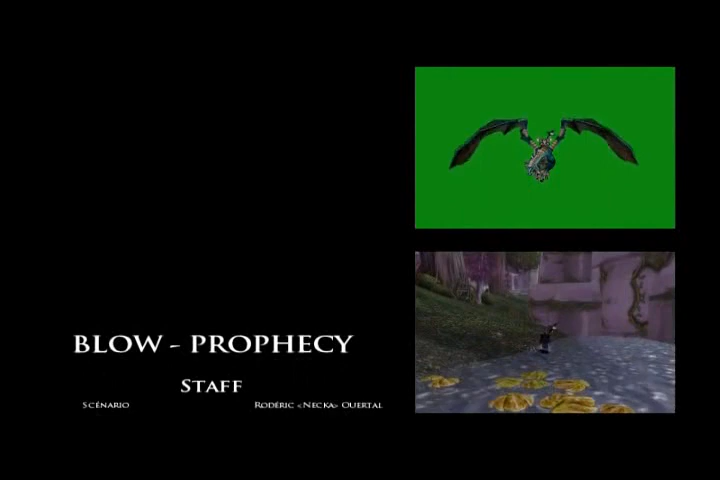 BLOW - PROPHECY
STAFF
SCÉNARIO RODÉRIC «NECKA» OUERTAL